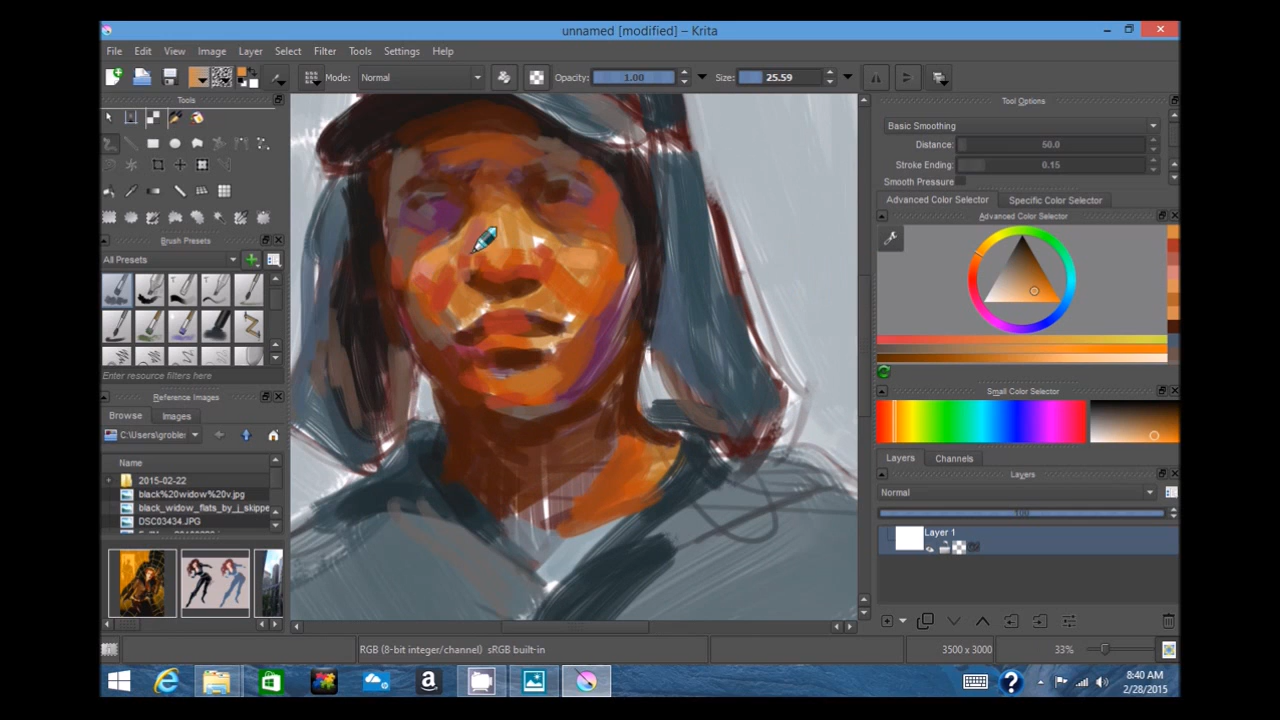 unnamed [modified] – Krita
File Edit View Image Layer Select Filter Tools Settings Help
Mode: Normal Opacity: 1.00 Size: 25.59
Tools
Tool Options
Basic Smoothing
Distance: 50.0
Stroke Ending: 0.15
Smooth Pressure
Advanced Color Selector Specific Color Selector
Advanced Color Selector
Brush Presets
All Presets
Enter resource filters here
Reference Images
Browse Images
C:\Users\groble
Name
2015-02-22
black%20widow%20v.jpg
black_widow_flats_by_j_skippe
DSC03434.JPG
Small Color Selector
Layers Channels
Layers
Normal
100
Layer 1
RGB (8-bit integer/channel) sRGB built-in
3500 x 3000
33%
8:40 AM
2/28/2015